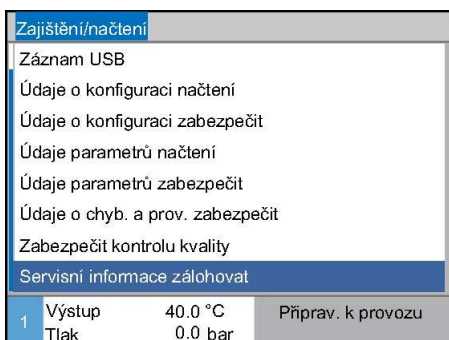 Zajištění/načtení
Záznam USB
Údaje o konfiguraci načtení
Údaje o konfiguraci zabezpečit
Údaje parametrů načtení
Údaje parametrů zabezpečit
Údaje o chyb. a prov. zabezpečit
Zabezpečit kontrolu kvality
Servisní informace zálohovat
1 Výstup 40.0 °C Připrav. k provozu
Tlak 0.0 bar